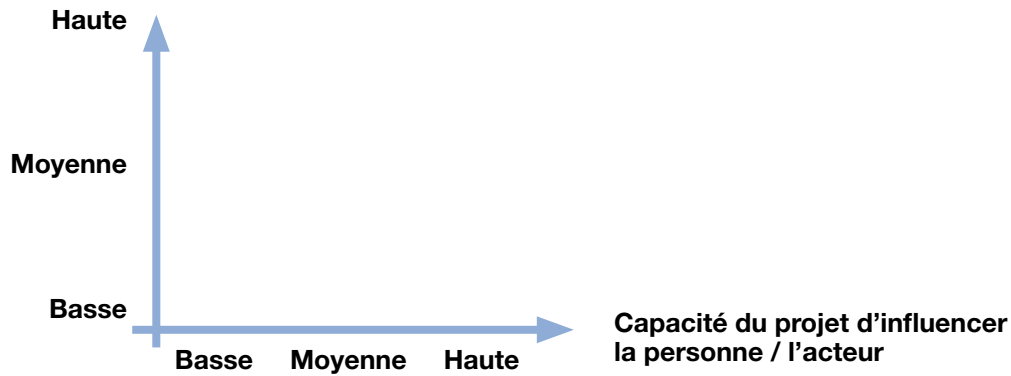 Haute
Moyenne
Basse
Basse Moyenne Haute
Capacité du projet d’influencer
la personne / l’acteur